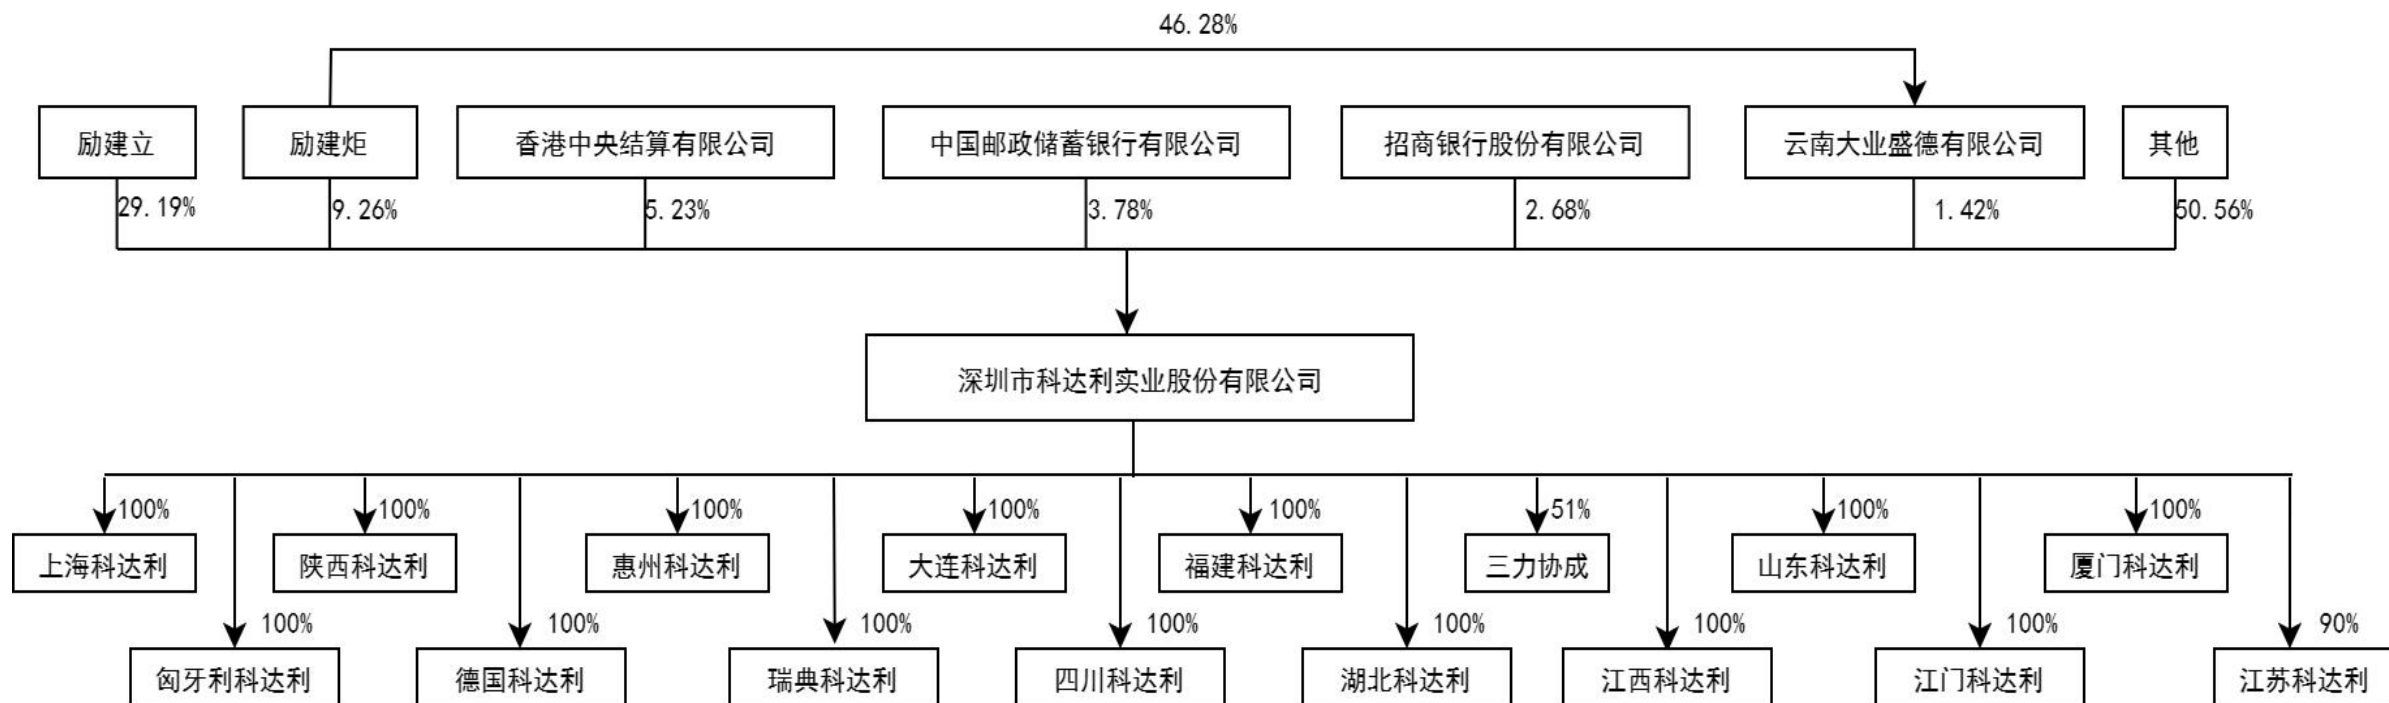 46.28%
励建立
励建炬
香港中央结算有限公司
中国邮政储蓄银行有限公司
招商银行股份有限公司
云南大业盛德有限公司
其他
29.19%
9.26%
5.23%
3.78%
2.68%
1.42%
50.56%
深圳市科达利实业股份有限公司
100%
100%
100%
100%
100%
51%
100%
100%
上海科达利
陕西科达利
惠州科达利
大连科达利
福建科达利
三力协成
山东科达利
厦门科达利
100%
100%
100%
100%
100%
100%
100%
90%
匈牙利科达利
德国科达利
瑞典科达利
四川科达利
湖北科达利
江西科达利
江门科达利
江苏科达利